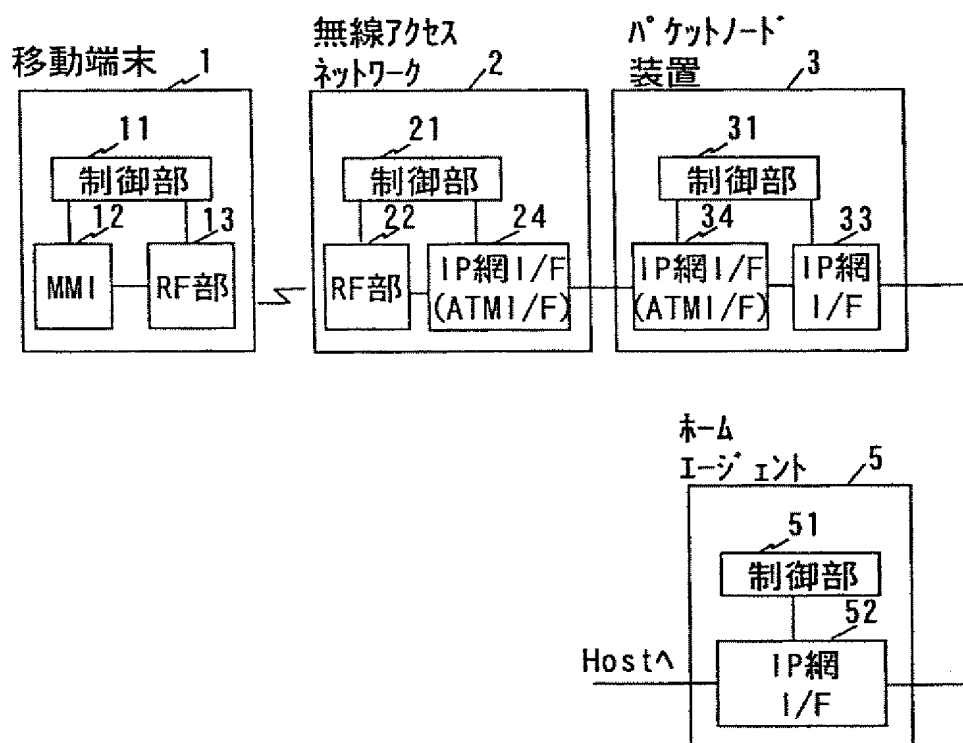 移動端末
1
11
制御部
12
13
MMI
RF部
無線アクセス
ネットワーク
2
21
制御部
22
24
RF部
IP網I/F
(ATMI/F)
パケットノード
装置
3
31
制御部
34
33
IP網I/F
(ATMI/F)
IP網
I/F
ホーム
エージェント
5
51
制御部
52
Hostへ
IP網
I/F